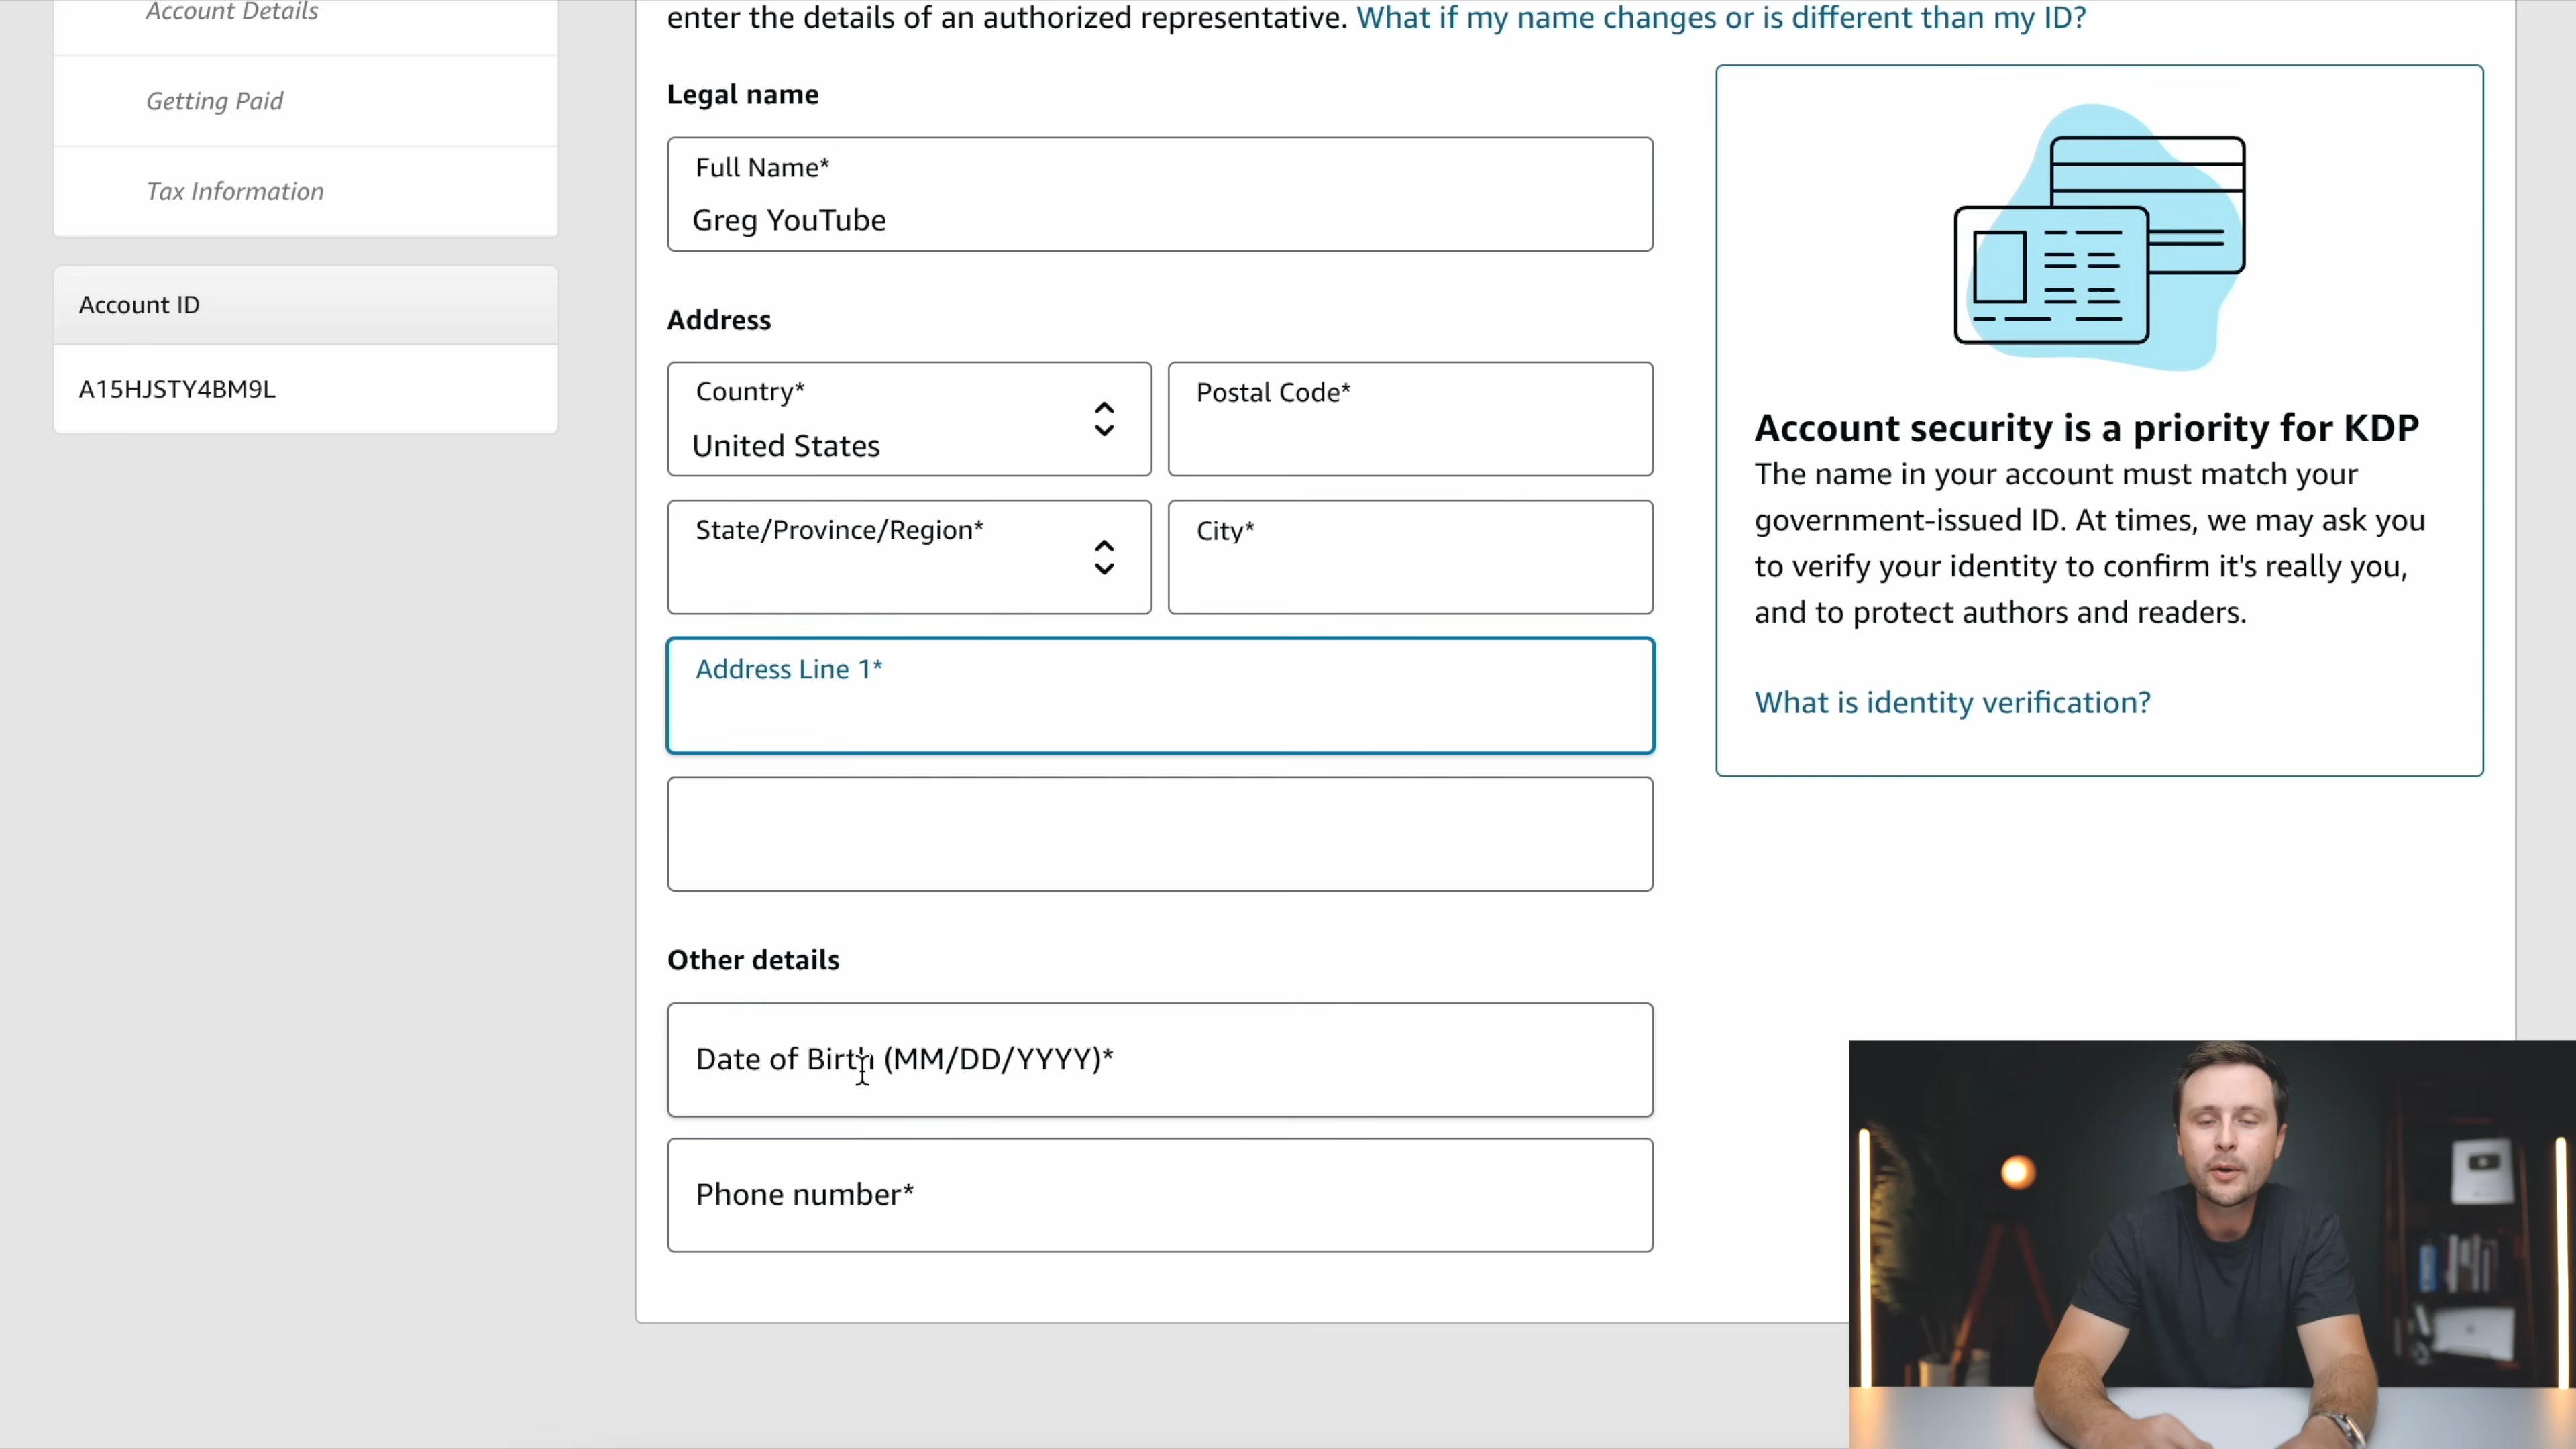 Account Details
Getting Paid
Tax Information
Account ID
A15HJSTY4BM9L
enter the details of an authorized representative. What if my name changes or is different than my ID?
Legal name
Full Name*
Greg YouTube
Address
Country*
United States
Postal Code*
State/Province/Region*
City*
Address Line 1*
Other details
Date of Birth (MM/DD/YYYY)*
Phone number*
Account security is a priority for KDP
The name in your account must match your
government-issued ID. At times, we may ask you
to verify your identity to confirm it's really you,
and to protect authors and readers.
What is identity verification?